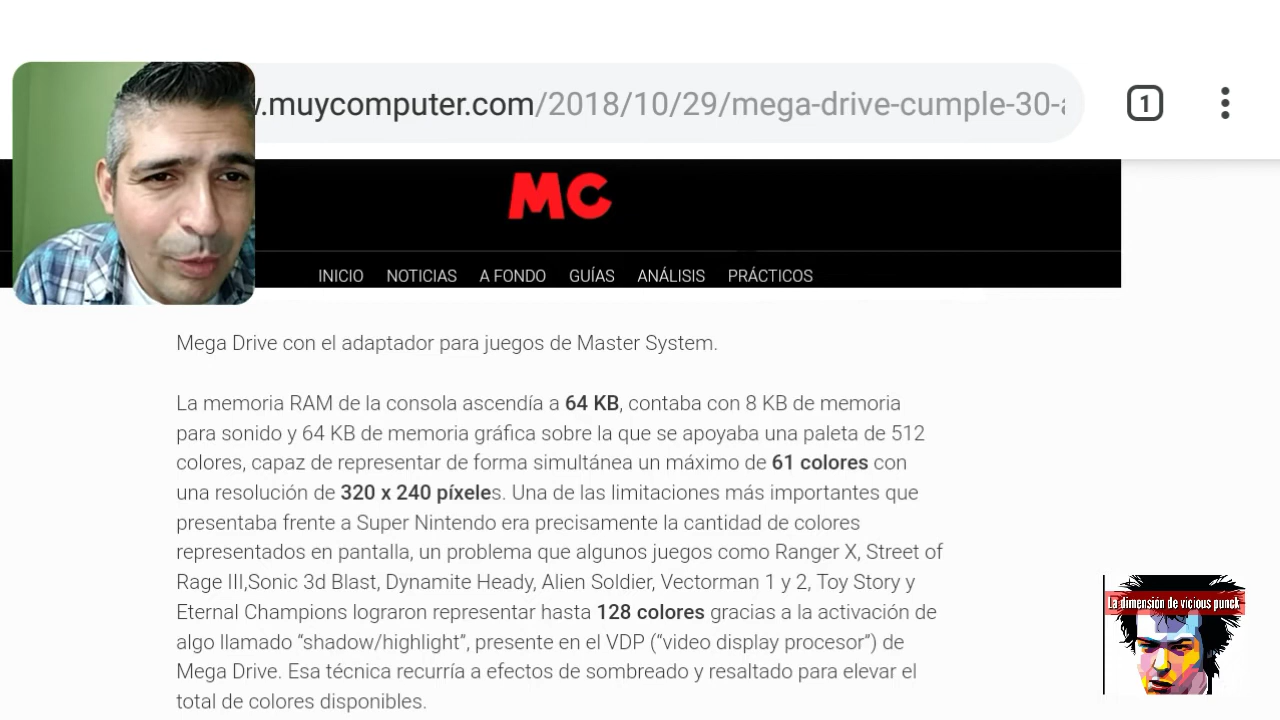 .muycomputer.com/2018/10/29/mega-drive-cumple-30-
1
MC
INICIO NOTICIAS A FONDO GUÍAS ANÁLISIS PRÁCTICOS
Mega Drive con el adaptador para juegos de Master System.
La memoria RAM de la consola ascendía a 64 KB, contaba con 8 KB de memoria
para sonido y 64 KB de memoria gráfica sobre la que se apoyaba una paleta de 512
colores, capaz de representar de forma simultánea un máximo de 61 colores con
una resolución de 320 x 240 píxeles. Una de las limitaciones más importantes que
presentaba frente a Super Nintendo era precisamente la cantidad de colores
representados en pantalla, un problema que algunos juegos como Ranger X, Street of
Rage III,Sonic 3d Blast, Dynamite Heady, Alien Soldier, Vectorman 1 y 2, Toy Story y
Eternal Champions lograron representar hasta 128 colores gracias a la activación de
algo llamado “shadow/highlight”, presente en el VDP (“video display procesor”) de
Mega Drive. Esa técnica recurría a efectos de sombreado y resaltado para elevar el
total de colores disponibles.
La dimensión de vicious punck